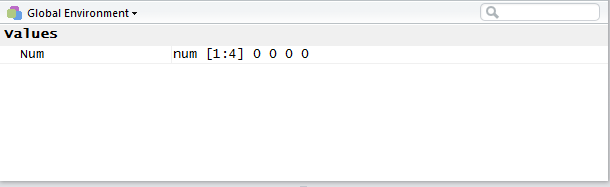 Global Environment
Values
Num num [1:4] 0 0 0 0